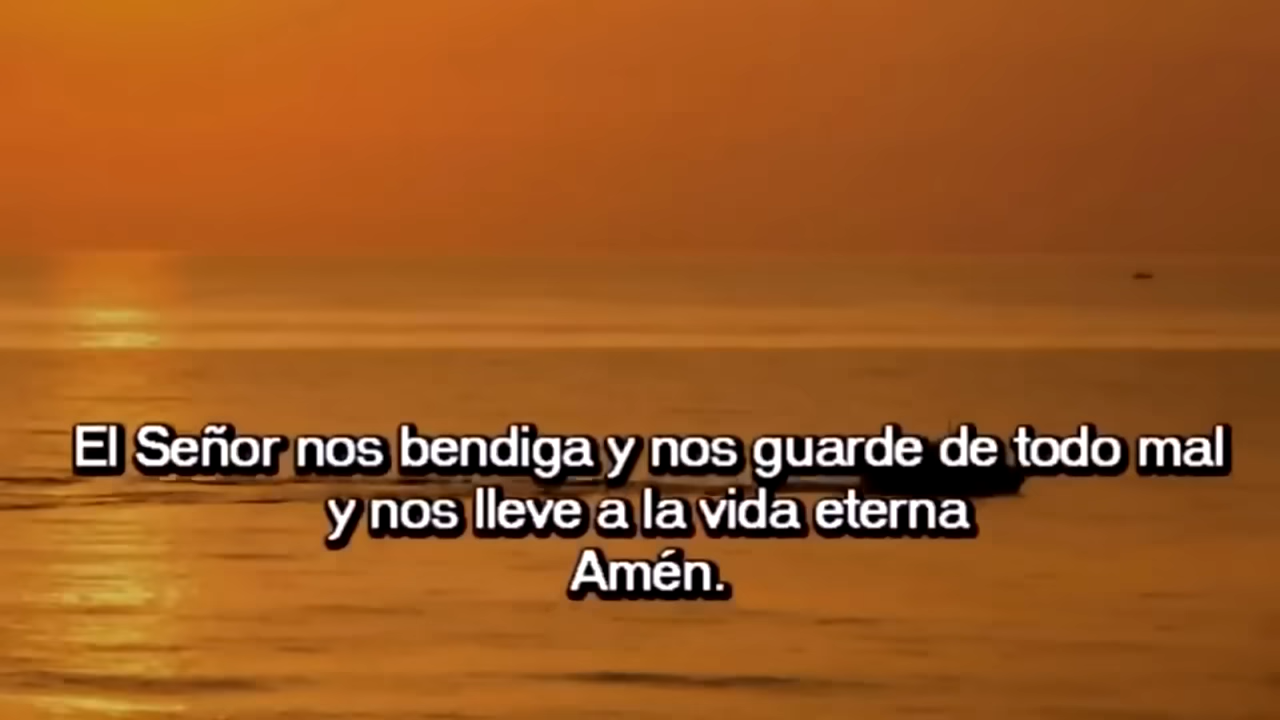 El Señor nos bendiga y nos guarde de todo mal
y nos lleve a la vida eterna
Amén.